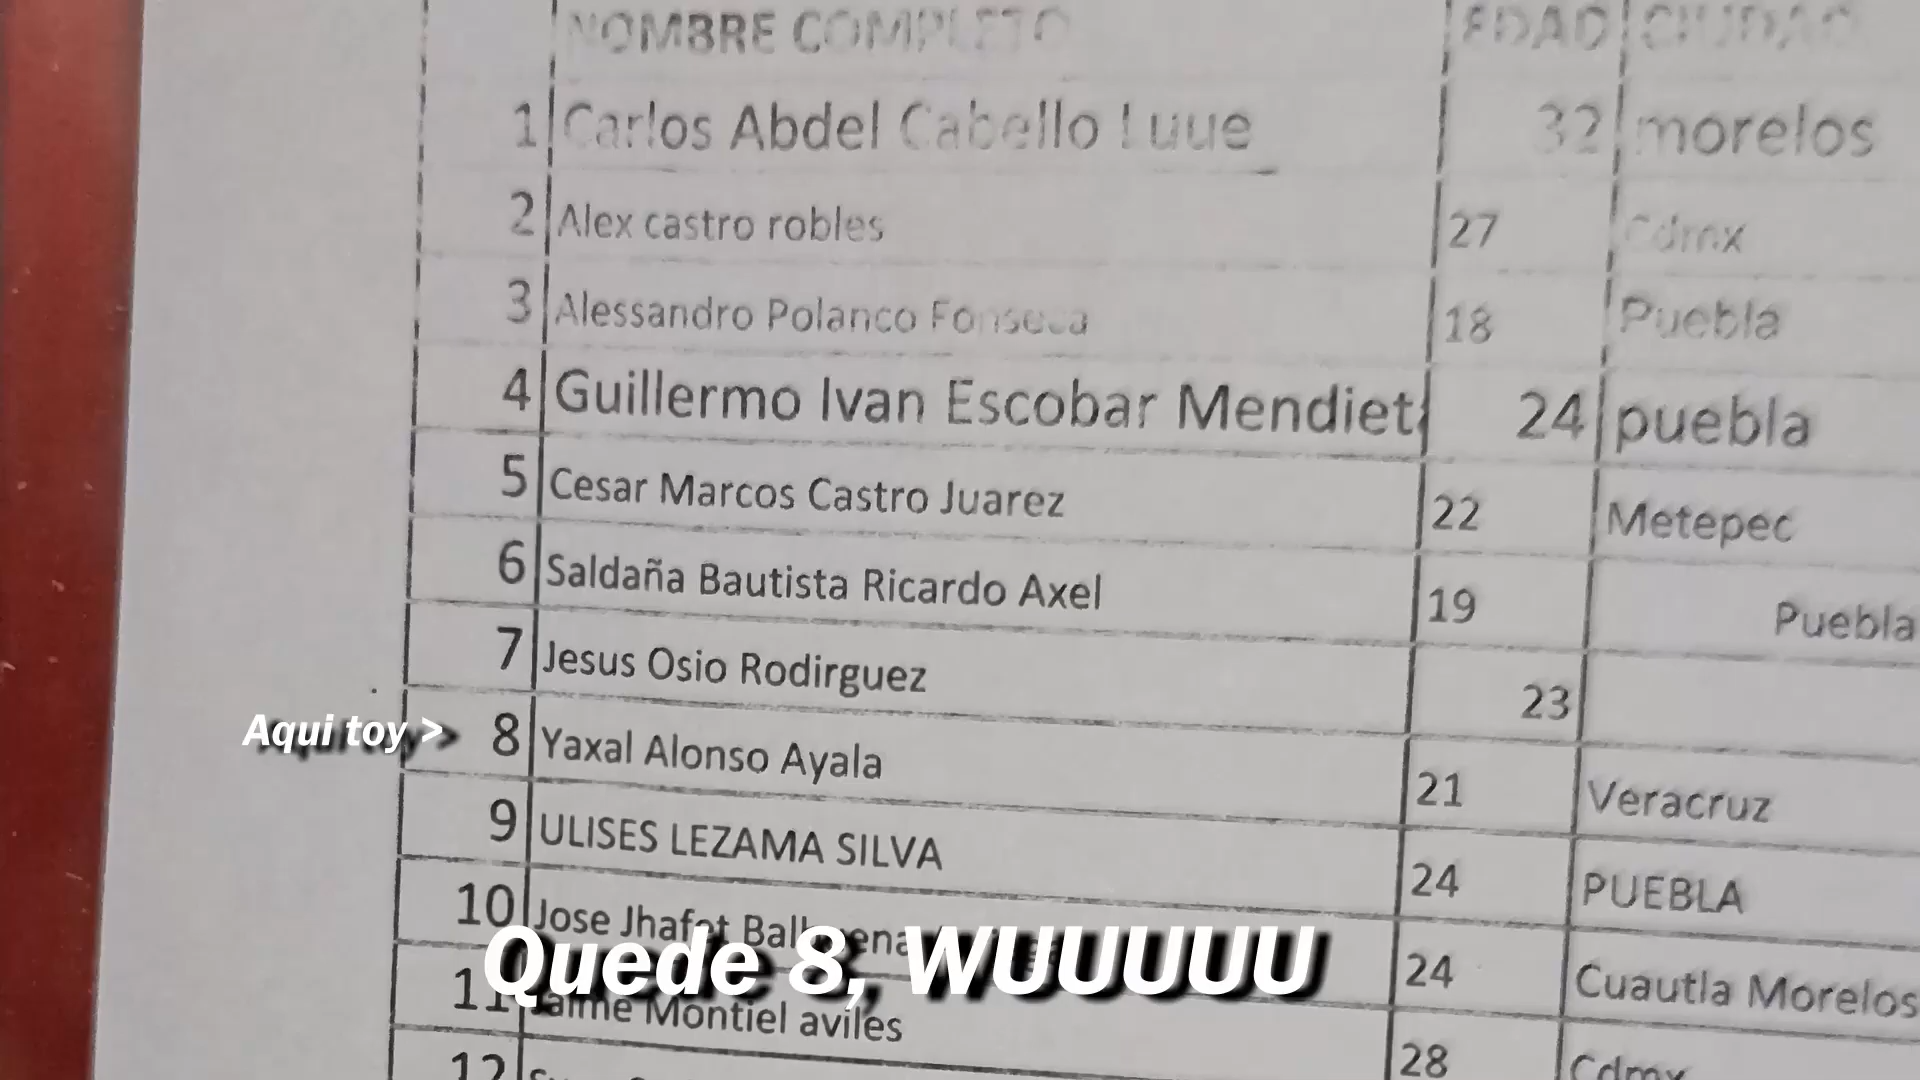 NOMBRE COMPLETO EDAD CIUDAD
1 Carlos Abdel Cabello Luue 32 morelos
2 Alex castro robles 27 Cdmx
3 Alessandro Polanco Fonseca 18 Puebla
4 Guillermo Ivan Escobar Mendieta 24 puebla
5 Cesar Marcos Castro Juarez 22 Metepec
6 Saldaña Bautista Ricardo Axel 19 Puebla
7 Jesus Osio Rodirguez 23
Aqui toy > 8 Yaxal Alonso Ayala 21 Veracruz
9 ULISES LEZAMA SILVA 24 PUEBLA
10 Jose Jhafet 24 Cuautla Morelos
Quede 8, WUUUUU
11 Jaime Montiel aviles 28 Cdmx
12